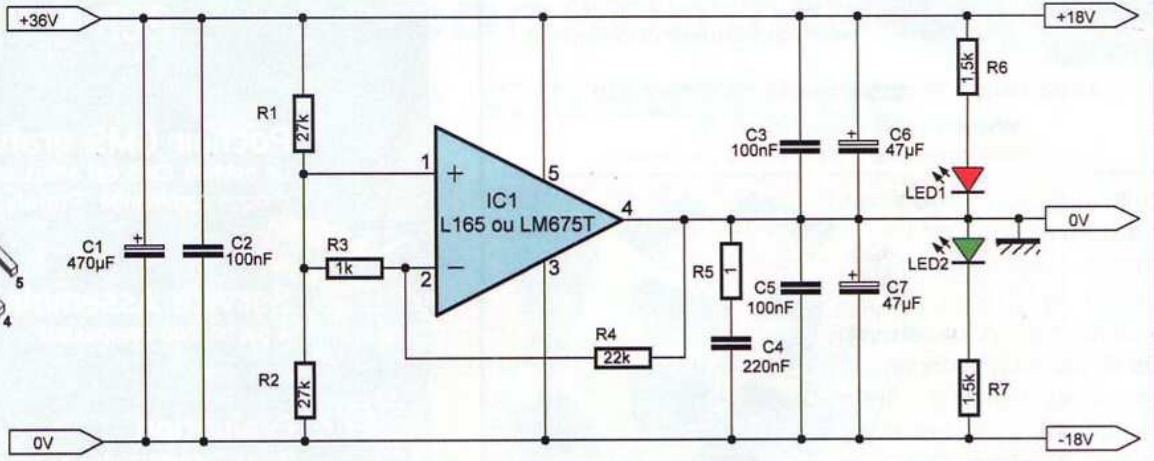 +36V
+18V
R1
27k
R6
1,5k
C3
100nF
+
C6
47µF
LED1
1
+
5
IC1
L165 ou LM675T
4
0V
+
C1
470µF
C2
100nF
R3
1k
2
−
3
R5
1
LED2
C5
100nF
+
C7
47µF
5
4
R4
22k
C4
220nF
R2
27k
R7
1,5k
0V
-18V